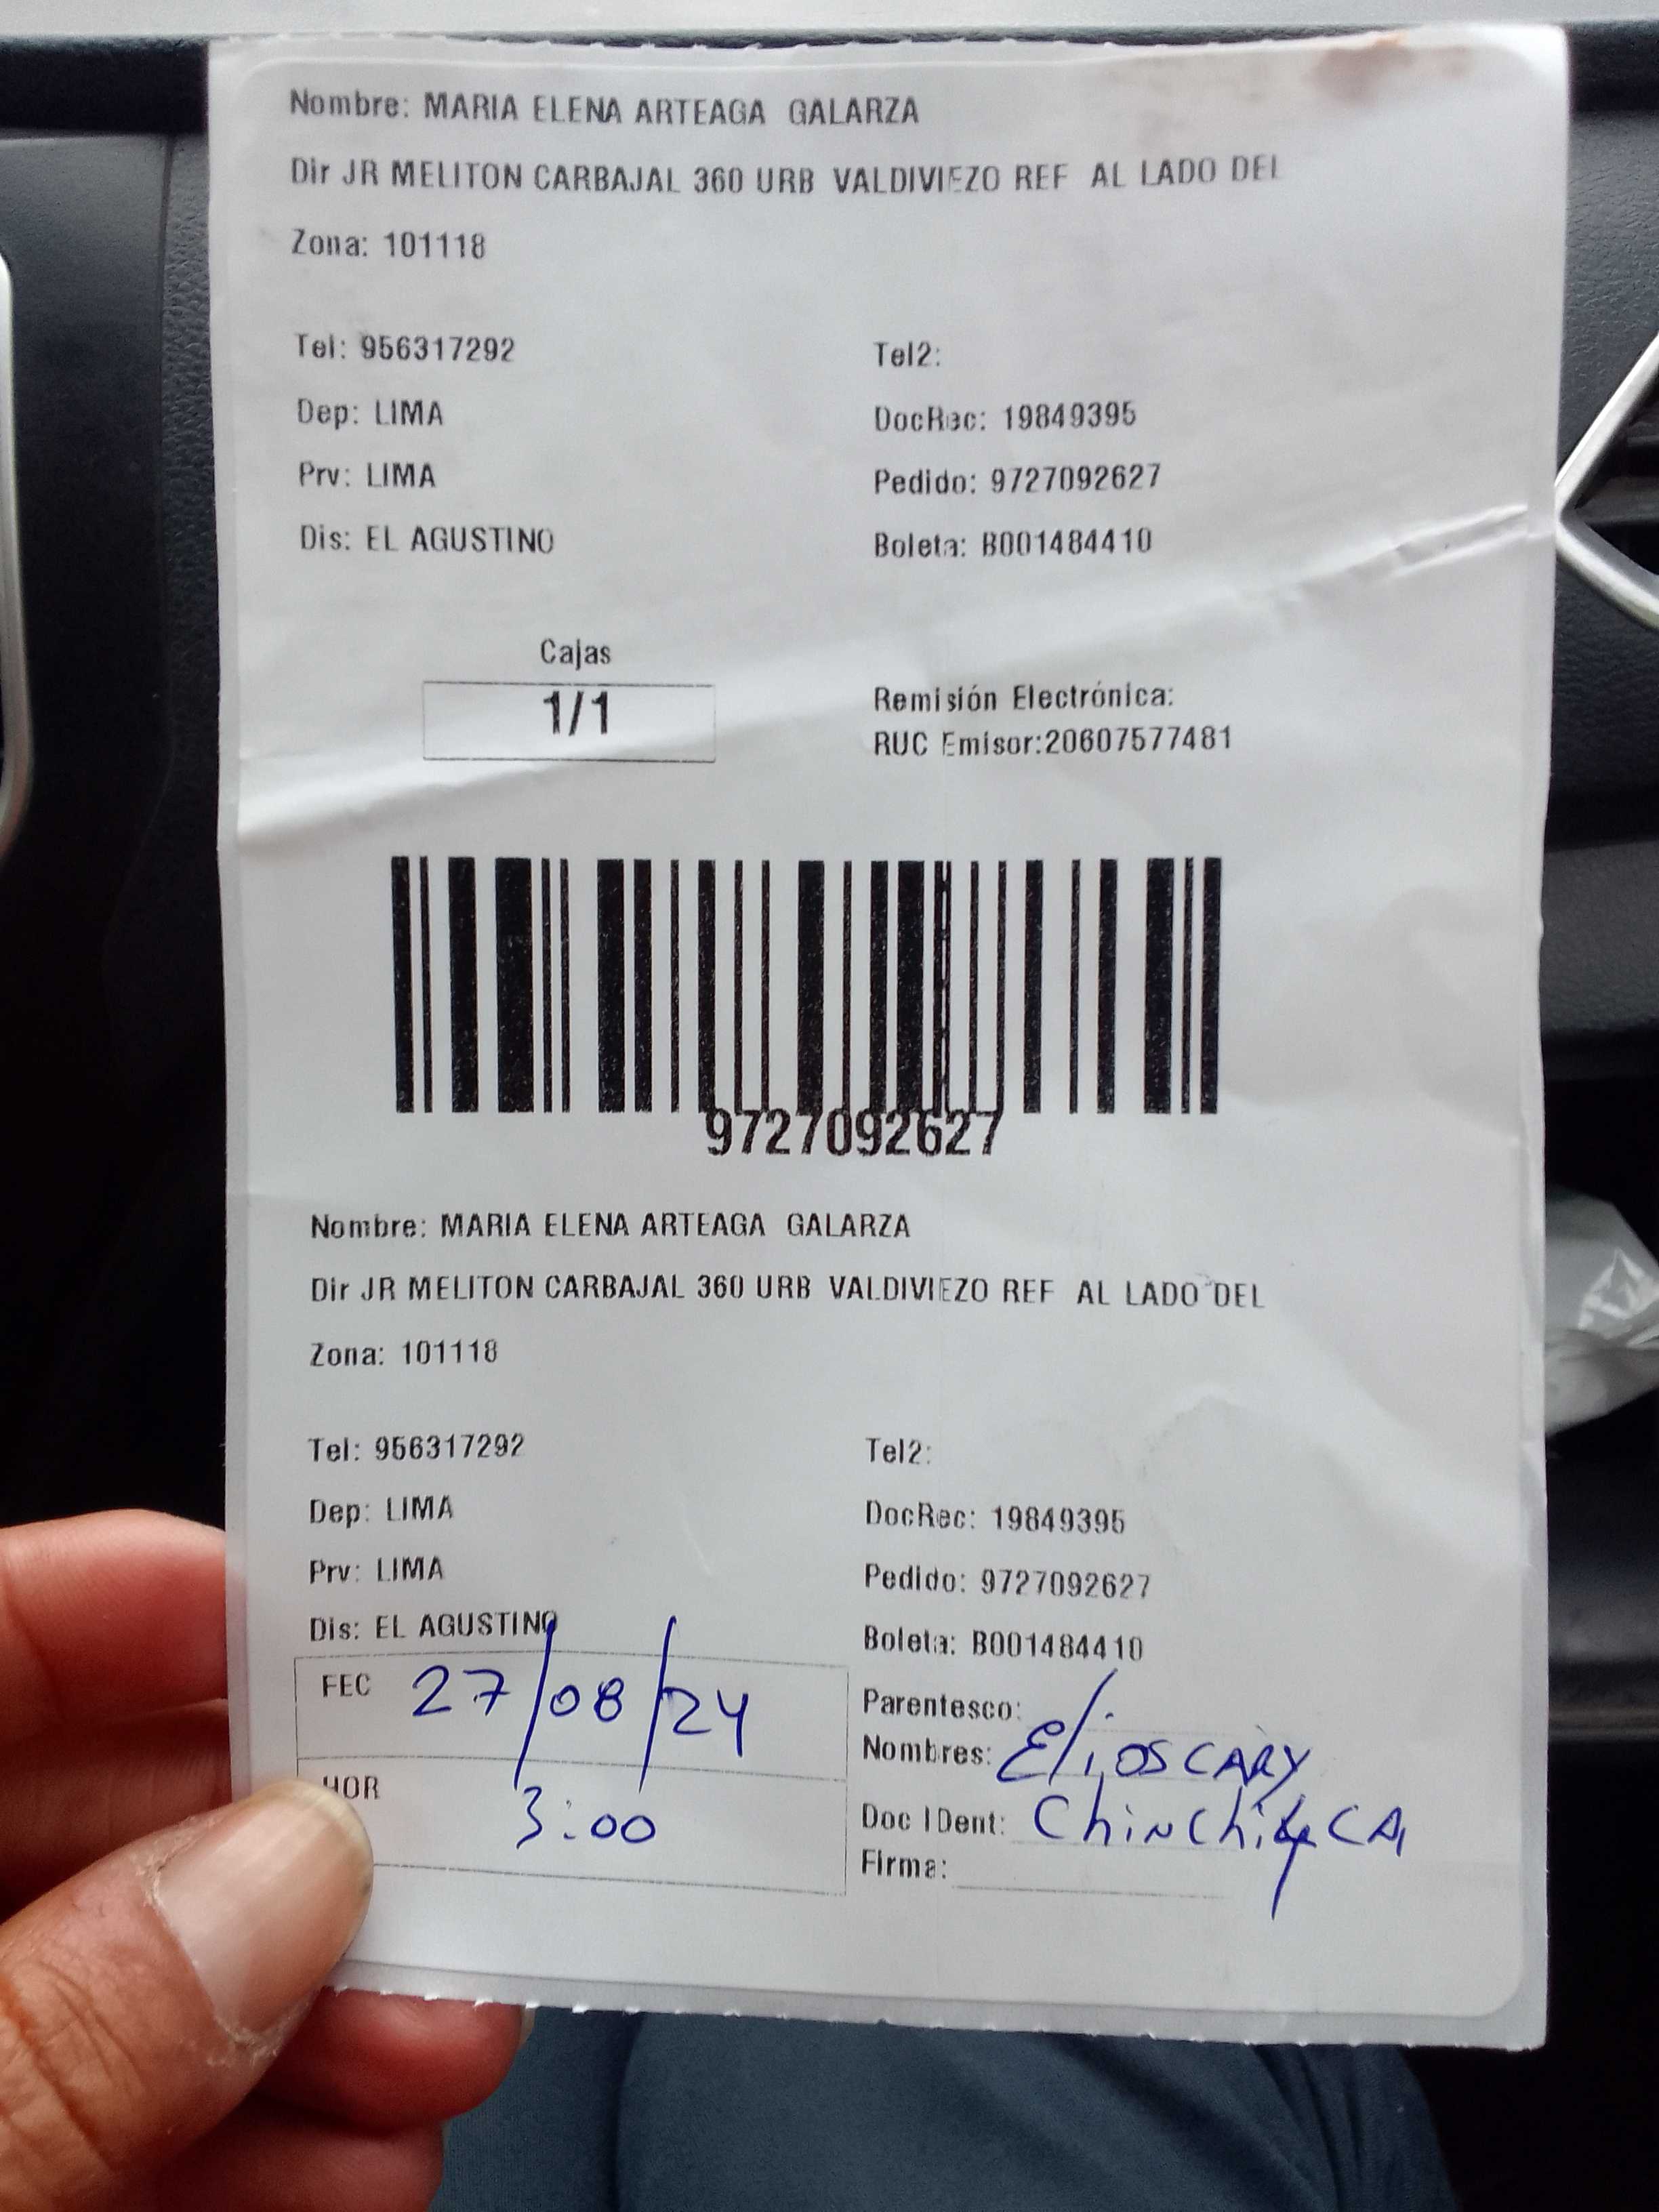 Nombre: MARIA ELENA ARTEAGA GALARZA
Dir JR MELITON CARBAJAL 360 URB VALDIVIEZO REF AL LADO DEL
Zona: 101118
Tel: 956317292 Tel2:
Dep: LIMA DocRec: 19849395
Prv: LIMA Pedido: 9727092627
Dis: EL AGUSTINO Boleta: B001484410
Cajas
1/1
Remisión Electrónica:
RUC Emisor:20607577481
9727092627
Nombre: MARIA ELENA ARTEAGA GALARZA
Dir JR MELITON CARBAJAL 360 URB VALDIVIEZO REF AL LADO DEL
Zona: 101118
Tel: 956317292 Tel2:
Dep: LIMA DocRec: 19849395
Prv: LIMA Pedido: 9727092627
Dis: EL AGUSTINO Boleta: B001484410
FEC 27/08/24
HOR 3:00
Parentesco:
Nombres: ElioSCARY
Doc IDent:
Firma: